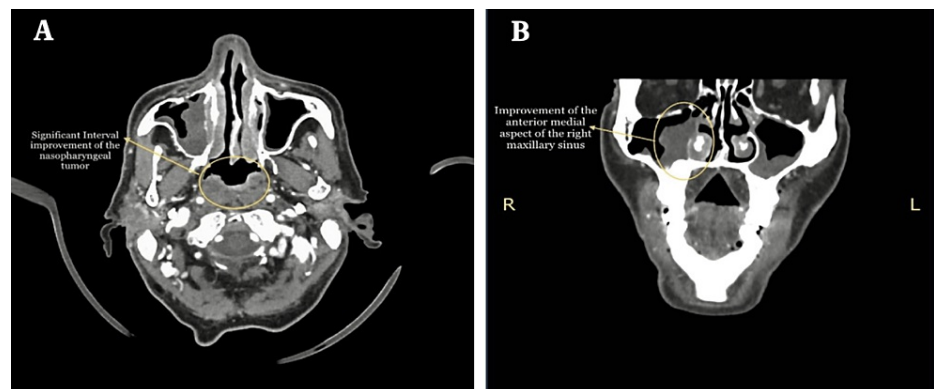 A
Significant Interval
improvement of the
nasopharyngeal
tumor
B
Improvement of the
anterior medial
aspect of the right
maxillary sinus
R
L